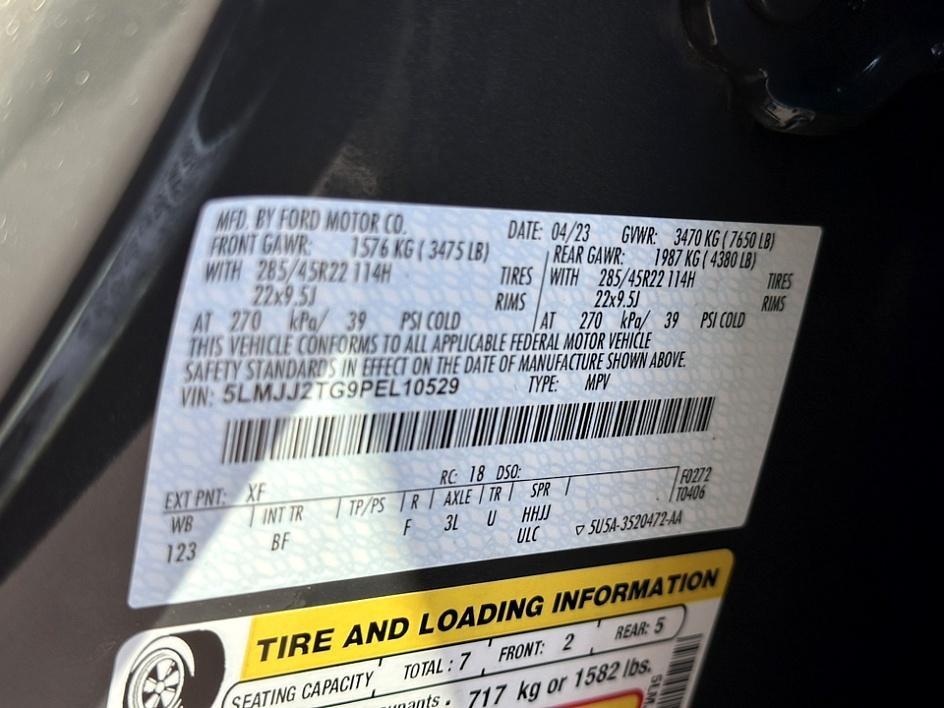 MFD. BY FORD MOTOR CO. DATE: 04/23 GVWR: 3470 KG ( 7650 LB)
FRONT GAWR: 1576 KG ( 3475 LB) REAR GAWR: 1987 KG ( 4380 LB)
WITH 285/45R22 114H TIRES WITH 285/45R22 114H TIRES
22x9.5J RIMS 22x9.5J RIMS
AT 270 kPa/ 39 PSI COLD AT 270 kPa/ 39 PSI COLD
THIS VEHICLE CONFORMS TO ALL APPLICABLE FEDERAL MOTOR VEHICLE
SAFETY STANDARDS IN EFFECT ON THE DATE OF MANUFACTURE SHOWN ABOVE.
VIN: 5LMJJ2TG9PEL10529 TYPE: MPV
EXT PNT: XF RC: 18 DSO: F0272
WB INT TR TP/PS R AXLE TR SPR T0406
123 BF F 3L U HHJJ
ULC 5U5A-3520472-AA
TIRE AND LOADING INFORMATION
SEATING CAPACITY TOTAL: 7 FRONT: 2 REAR: 5
717 kg or 1582 lbs.